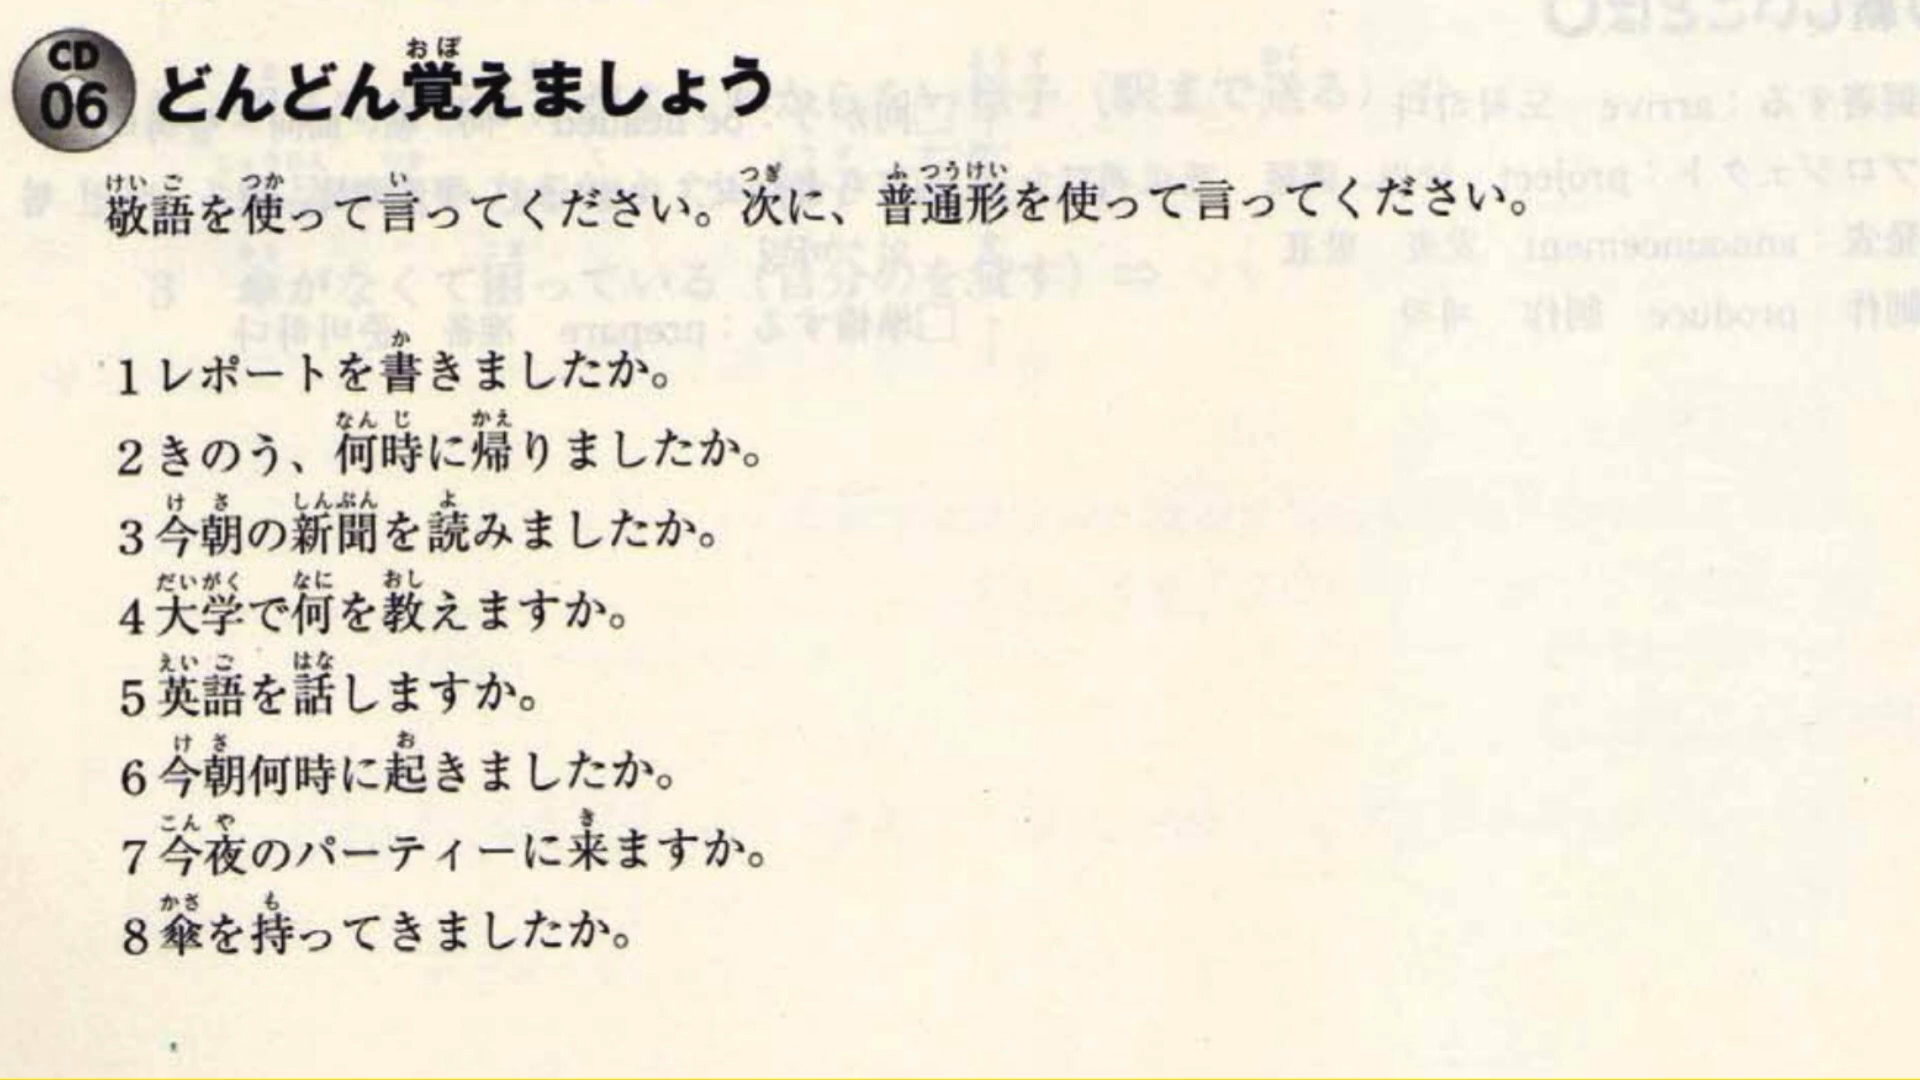 CD
06
どんどん覚えましょう
敬語を使って言ってください。次に、普通形を使って言ってください。
1 レポートを書きましたか。
2 きのう、何時に帰りましたか。
3 今朝の新聞を読みましたか。
4 大学で何を教えますか。
5 英語を話しますか。
6 今朝何時に起きましたか。
7 今夜のパーティーに来ますか。
8 傘を持ってきましたか。